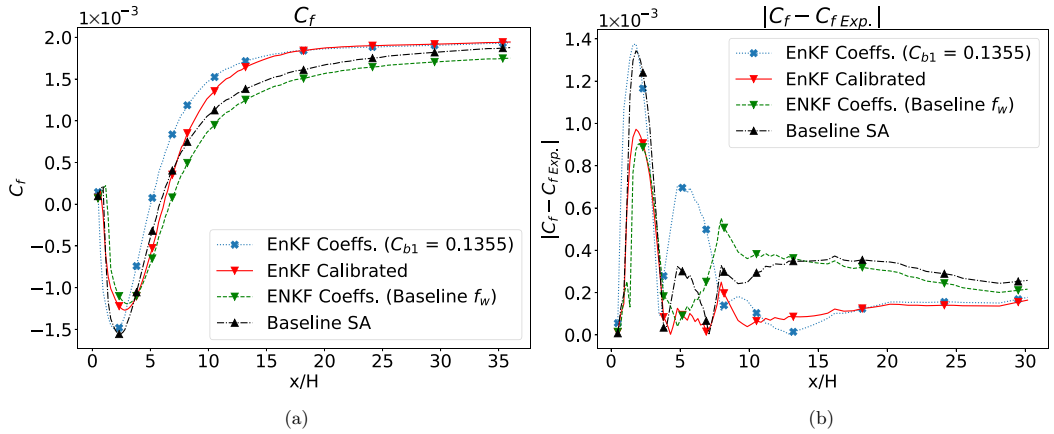 C_f
1×10⁻³
2.0
1.5
1.0
0.5
0.0
−0.5
−1.0
−1.5
C_f
EnKF Coeffs. (C_b1 = 0.1355)
EnKF Calibrated
ENKF Coeffs. (Baseline f_w)
Baseline SA
0 5 10 15 20 25 30 35
x/H
(a)
|C_f − C_f Exp.|
1×10⁻³
1.4
1.2
1.0
0.8
0.6
0.4
0.2
0.0
|C_f − C_f Exp.|
EnKF Coeffs. (C_b1 = 0.1355)
EnKF Calibrated
ENKF Coeffs. (Baseline f_w)
Baseline SA
0 5 10 15 20 25 30
x/H
(b)